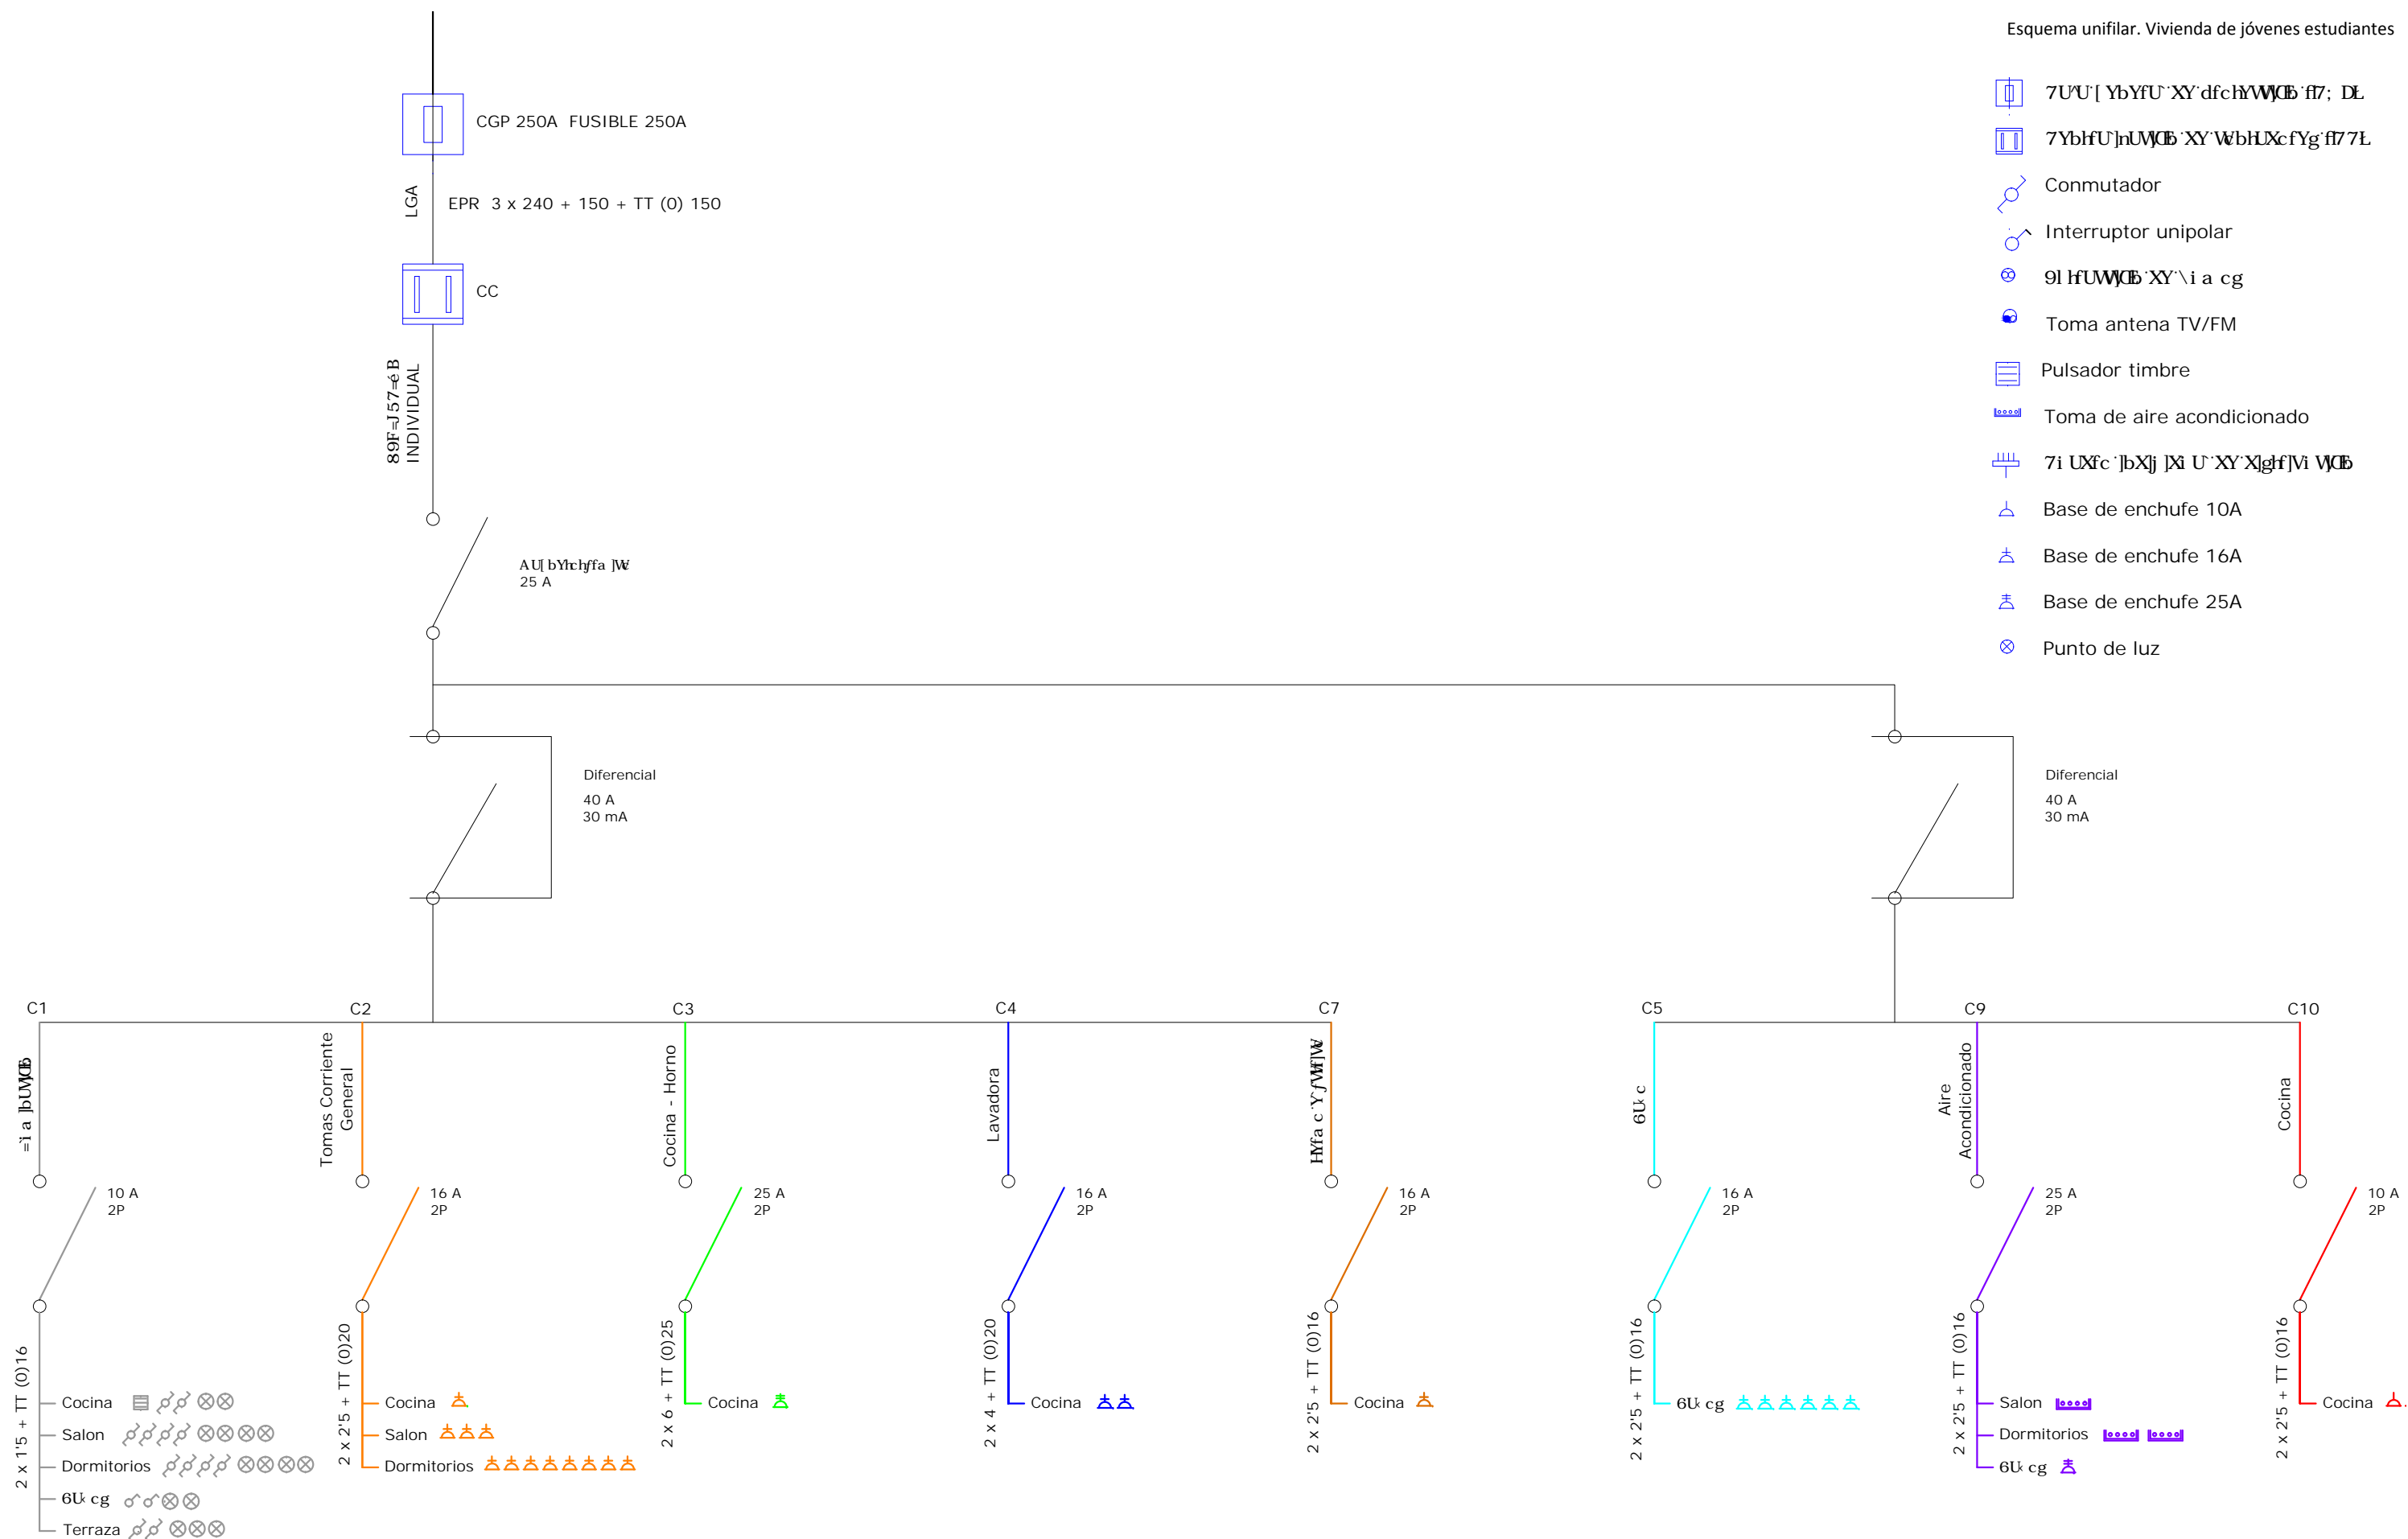 Esquema unifilar. Vivienda de jóvenes estudiantes
Conmutador
Interruptor unipolar
Toma antena TV/FM
Pulsador timbre
Toma de aire acondicionado
Base de enchufe 10A
Base de enchufe 16A
Base de enchufe 25A
Punto de luz
CGP 250A FUSIBLE 250A
LGA
EPR 3 x 240 + 150 + TT (0) 150
CC
INDIVIDUAL
25 A
Diferencial
40 A
30 mA
Diferencial
40 A
30 mA
C1
10 A
2P
2 x 1'5 + TT (0)16
Cocina
Salon
Dormitorios
Terraza
C2
Tomas Corriente
General
16 A
2P
2 x 2'5 + TT (0)20
Cocina
Salon
Dormitorios
C3
Cocina - Horno
25 A
2P
2 x 6 + TT (0)25
Cocina
C4
Lavadora
16 A
2P
2 x 4 + TT (0)20
Cocina
C7
16 A
2P
2 x 2'5 + TT (0)16
Cocina
C5
16 A
2P
2 x 2'5 + TT (0)16
C9
Aire
Acondicionado
25 A
2P
2 x 2'5 + TT (0)16
Salon
Dormitorios
C10
Cocina
10 A
2P
2 x 2'5 + TT (0)16
Cocina